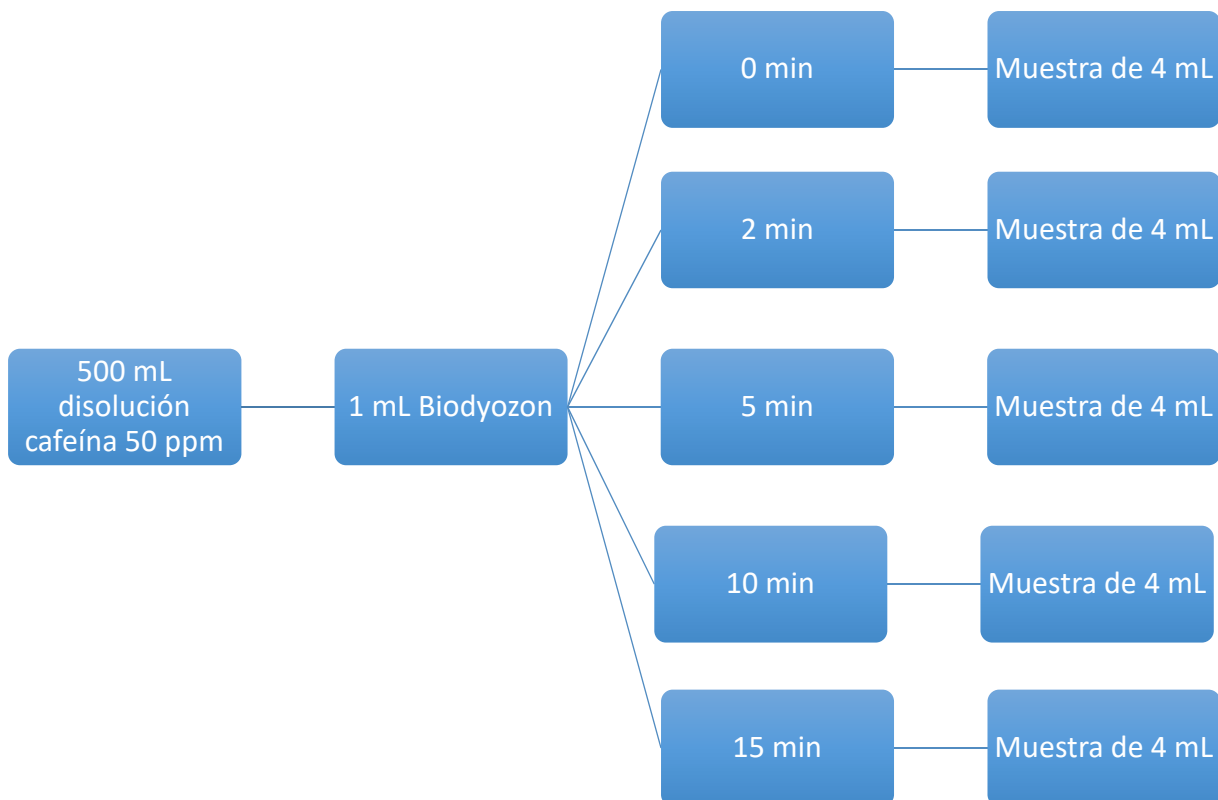 0 min
Muestra de 4 mL
2 min
Muestra de 4 mL
500 mL
disolución
cafeína 50 ppm
1 mL Biodyozon
5 min
Muestra de 4 mL
10 min
Muestra de 4 mL
15 min
Muestra de 4 mL